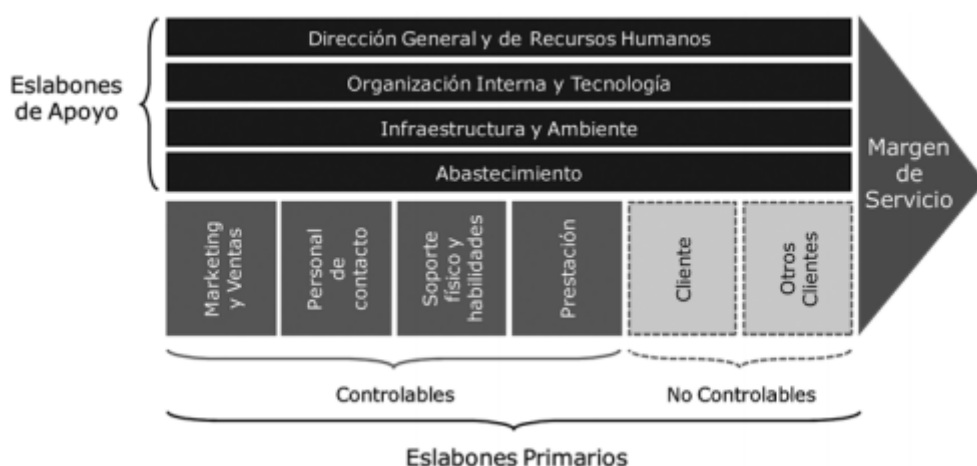 Dirección General y de Recursos Humanos
Eslabones
de Apoyo
Organización Interna y Tecnología
Infraestructura y Ambiente
Abastecimiento
Margen
de
Servicio
Marketing
y Ventas
Personal
de
contacto
Soporte
físico y
habilidades
Prestación
Cliente
Otros
Clientes
Controlables
No Controlables
Eslabones Primarios